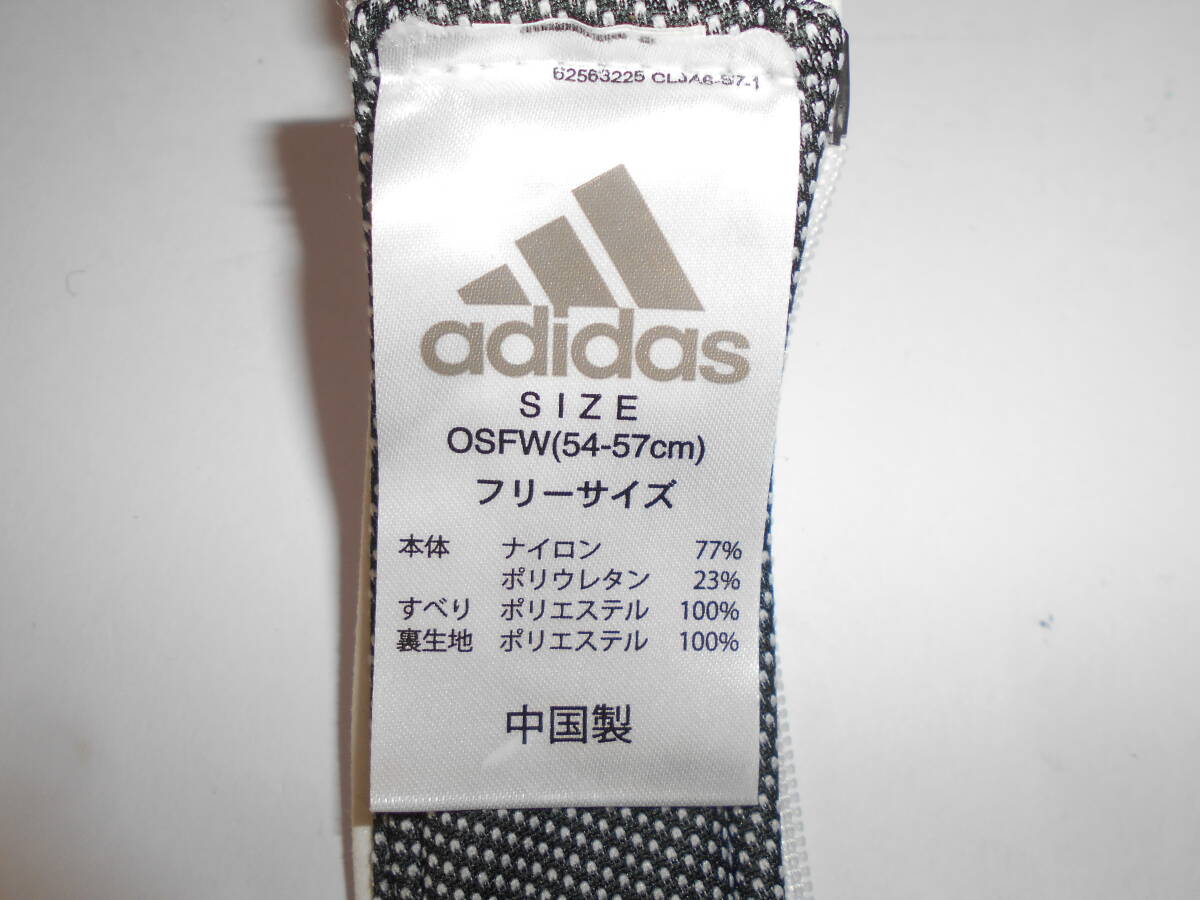 62563225 CLJA6-S7-1
adidas
SIZE
OSFW(54-57cm)
フリーサイズ
本体 ナイロン 77%
ポリウレタン 23%
すべり ポリエステル 100%
裏生地 ポリエステル 100%
中国製